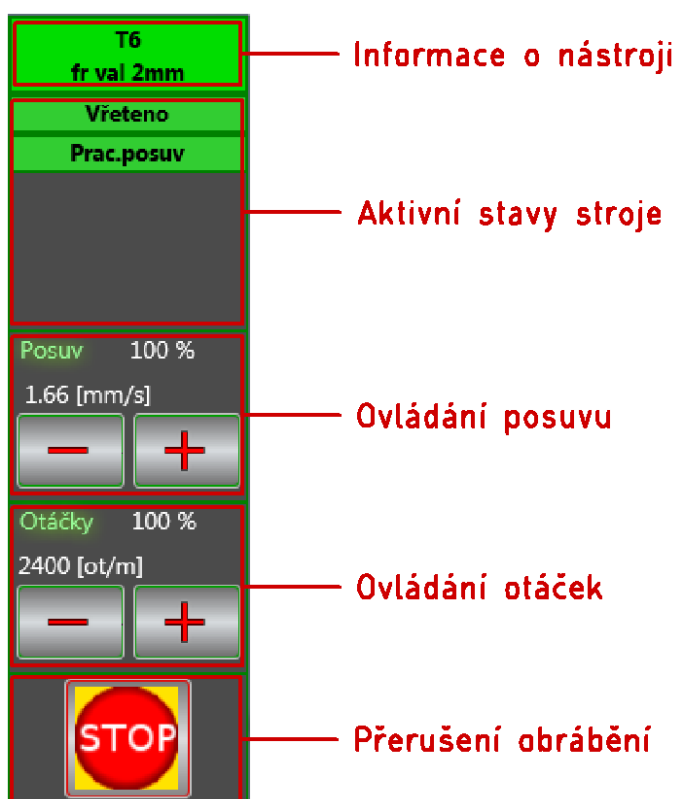 T6
fr val 2mm
Informace o nástroji
Vřeteno
Prac.posuv
Aktivní stavy stroje
Posuv 100 %
1.66 [mm/s]
Ovládání posuvu
Otáčky 100 %
2400 [ot/m]
Ovládání otáček
STOP
Přerušení obrábění